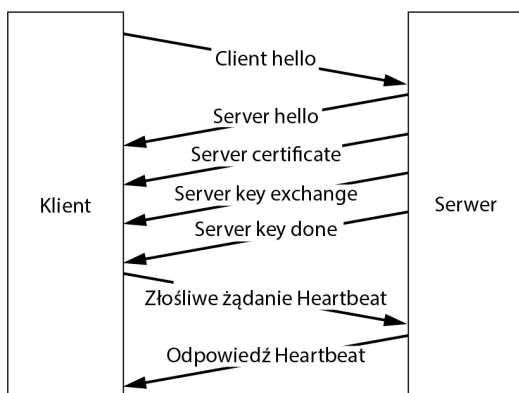 Client hello
Server hello
Server certificate
Klient
Server key exchange
Serwer
Server key done
Złośliwe żądanie Heartbeat
Odpowiedź Heartbeat